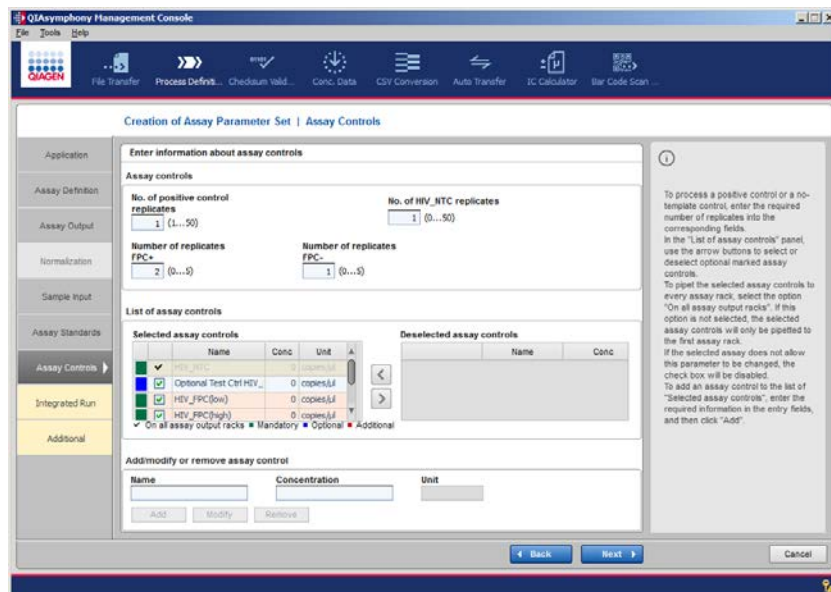 QIAsymphony Management Console
File Tools Help
QIAGEN
File Transfer
Process Definiti...
Checksum Valid...
Conc. Data
CSV Conversion
Auto Transfer
IC Calculator
Bar Code Scan ...
Creation of Assay Parameter Set | Assay Controls
Application
Assay Definition
Assay Output
Normalization
Sample Input
Assay Standards
Assay Controls
Integrated Run
Additional
Enter information about assay controls
Assay controls
No. of positive control
replicates
1 (1...50)
No. of HIV_NTC replicates
1 (0...50)
Number of replicates
FPC+
2 (0...5)
Number of replicates
FPC-
1 (0...5)
List of assay controls
Selected assay controls
Name Conc Unit
HIV_NTC 0 copies/µl
Optional Test Ctrl HIV_ 0 copies/µl
HIV_FPC(low) 0 copies/µl
HIV_FPC(high) 0 copies/µl
On all assay output racks Mandatory Optional Additional
Deselected assay controls
Name Conc
Add/modify or remove assay control
Name Concentration Unit
Add Modify Remove
To process a positive control or a no-
template control, enter the required
number of replicates into the
corresponding fields.
In the "List of assay controls" panel,
use the arrow buttons to select or
deselect optional marked assay
controls.
To pipet the selected assay controls to
every assay rack, select the option
"On all assay output racks". If this
option is not selected, the selected
assay controls will only be pipetted to
the first assay rack.
If the selected assay does not allow
this parameter to be changed, the
check box will be disabled.
To add an assay control to the list of
"Selected assay controls", enter the
required information in the entry fields,
and then click "Add".
Back Next Cancel